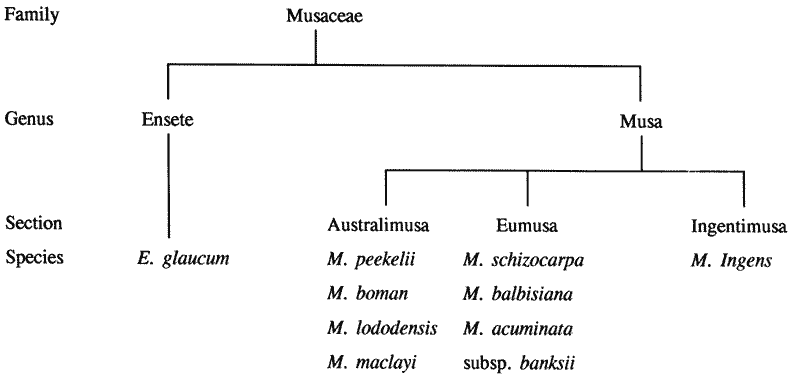 Family Musaceae
Genus Ensete Musa
Section Australimusa Eumusa Ingentimusa
Species E. glaucum M. peekelii M. schizocarpa M. Ingens
M. boman M. balbisiana
M. lododensis M. acuminata
M. maclayi subsp. banksii